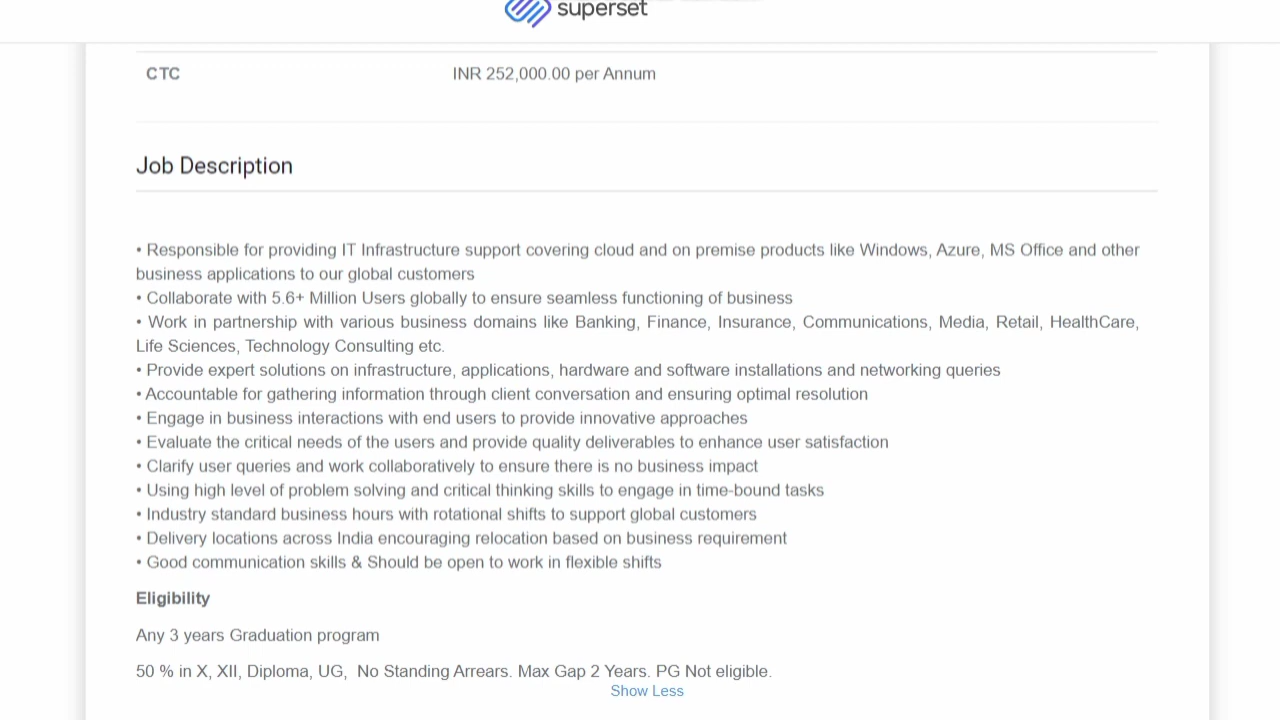 superset
CTC INR 252,000.00 per Annum
Job Description
• Responsible for providing IT Infrastructure support covering cloud and on premise products like Windows, Azure, MS Office and other
business applications to our global customers
• Collaborate with 5.6+ Million Users globally to ensure seamless functioning of business
• Work in partnership with various business domains like Banking, Finance, Insurance, Communications, Media, Retail, HealthCare,
Life Sciences, Technology Consulting etc.
• Provide expert solutions on infrastructure, applications, hardware and software installations and networking queries
• Accountable for gathering information through client conversation and ensuring optimal resolution
• Engage in business interactions with end users to provide innovative approaches
• Evaluate the critical needs of the users and provide quality deliverables to enhance user satisfaction
• Clarify user queries and work collaboratively to ensure there is no business impact
• Using high level of problem solving and critical thinking skills to engage in time-bound tasks
• Industry standard business hours with rotational shifts to support global customers
• Delivery locations across India encouraging relocation based on business requirement
• Good communication skills & Should be open to work in flexible shifts
Eligibility
Any 3 years Graduation program
50 % in X, XII, Diploma, UG,  No Standing Arrears. Max Gap 2 Years. PG Not eligible.
Show Less